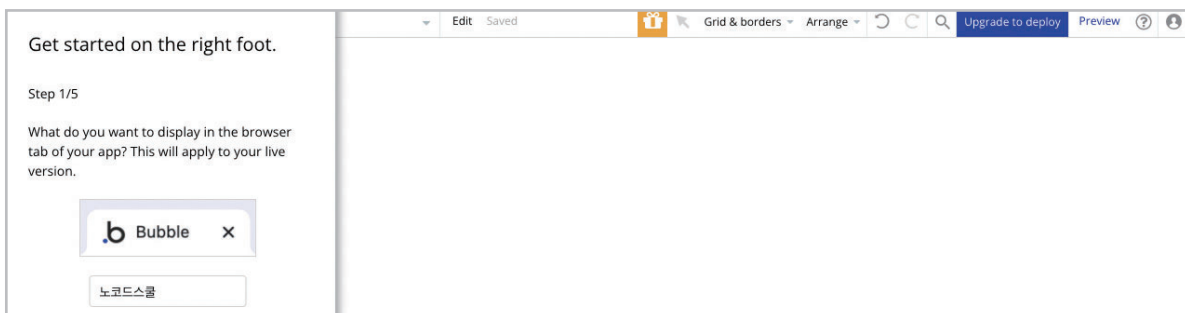 Get started on the right foot.
Step 1/5
What do you want to display in the browser
tab of your app? This will apply to your live
version.
Bubble
노코드스쿨
Edit Saved Grid & borders Arrange Upgrade to deploy Preview